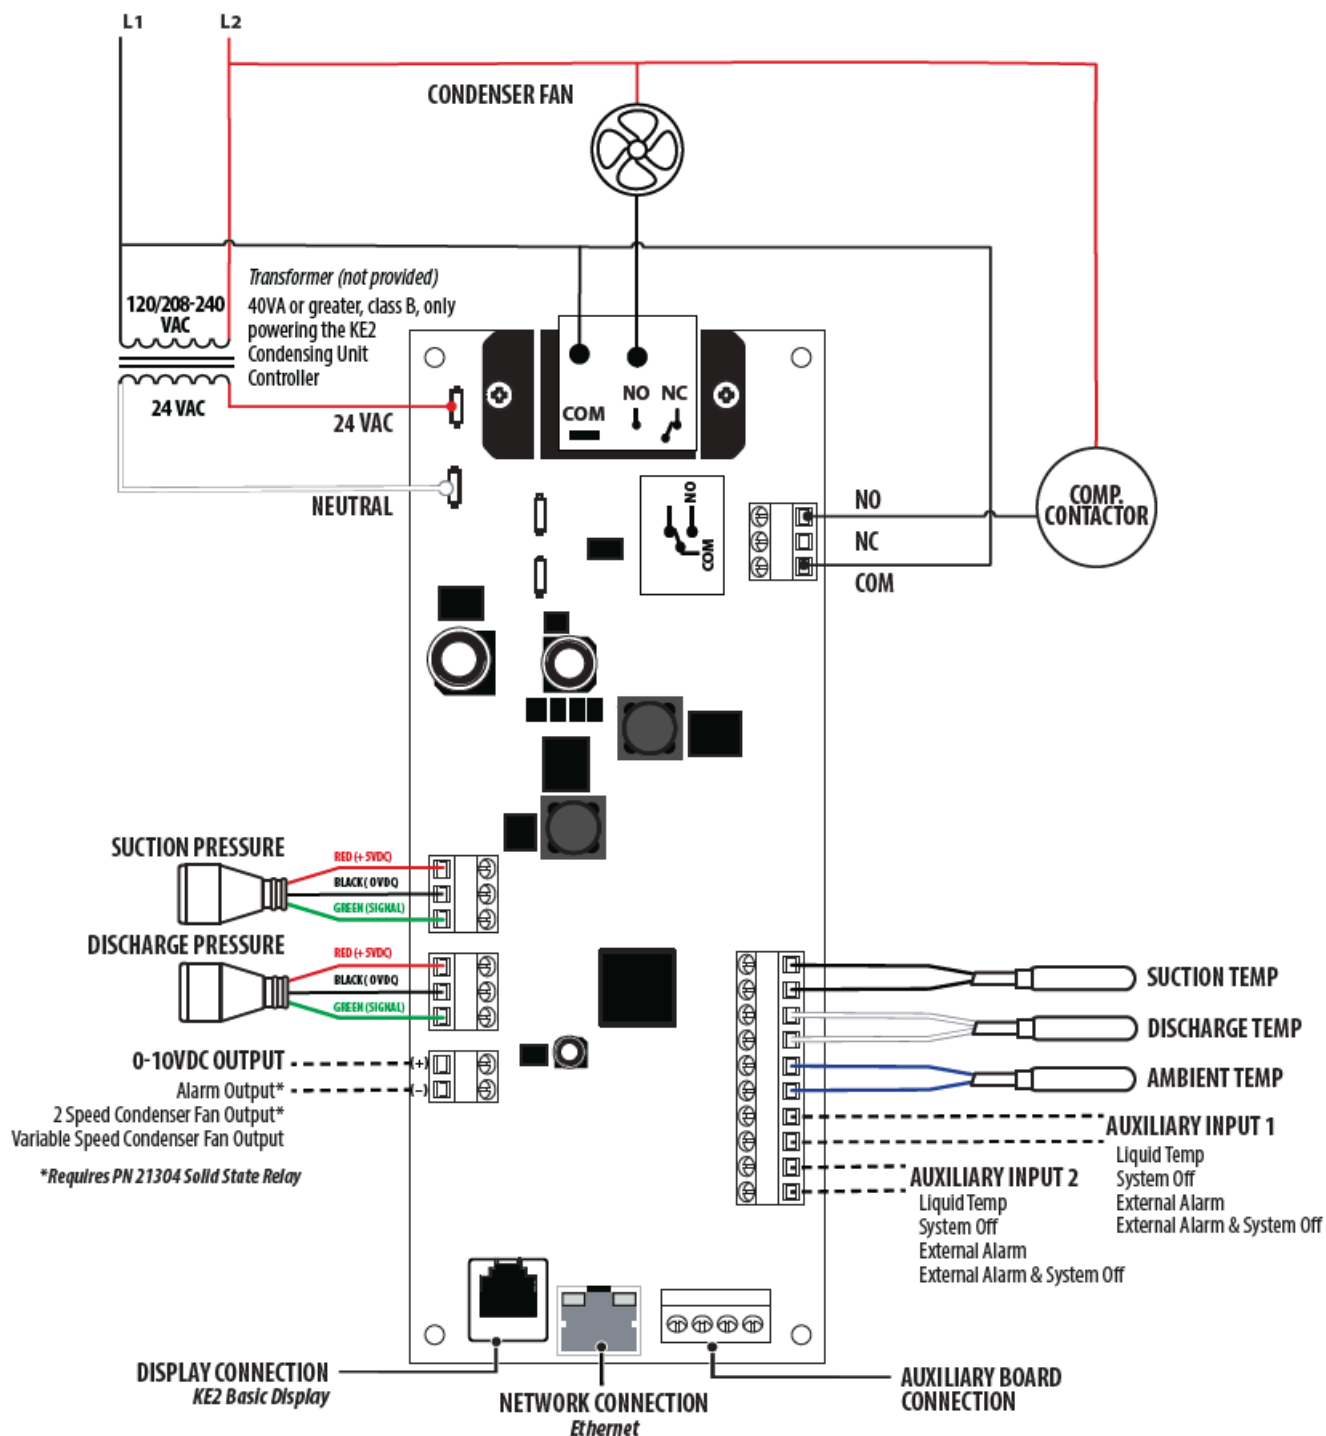 L1
L2
CONDENSER FAN
Transformer (not provided)
40VA or greater, class B, only
powering the KE2
Condensing Unit
Controller
120/208-240
VAC
24 VAC
24 VAC
NEUTRAL
COM
NO
NC
NO
COM
NO
NC
COM
COMP.
CONTACTOR
SUCTION PRESSURE
RED (+ 5VDC)
BLACK ( 0VDC)
GREEN (SIGNAL)
DISCHARGE PRESSURE
RED (+ 5VDC)
BLACK ( 0VDC)
GREEN (SIGNAL)
0-10VDC OUTPUT
(+)
(-)
Alarm Output*
2 Speed Condenser Fan Output*
Variable Speed Condenser Fan Output
*Requires PN 21304 Solid State Relay
SUCTION TEMP
DISCHARGE TEMP
AMBIENT TEMP
AUXILIARY INPUT 1
Liquid Temp
System Off
External Alarm
External Alarm & System Off
AUXILIARY INPUT 2
Liquid Temp
System Off
External Alarm
External Alarm & System Off
DISPLAY CONNECTION
KE2 Basic Display
NETWORK CONNECTION
Ethernet
AUXILIARY BOARD
CONNECTION